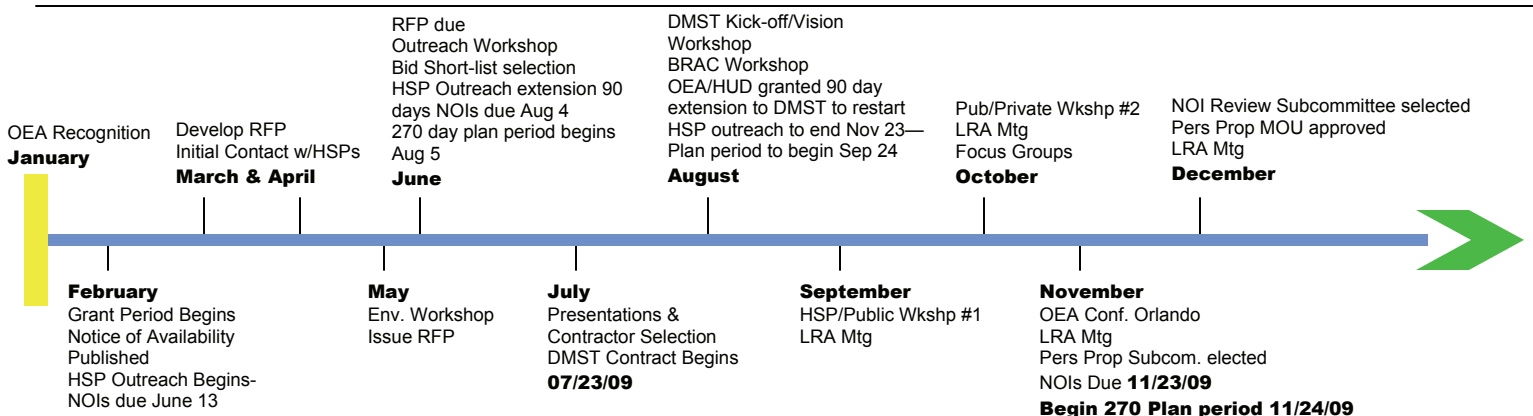 OEA Recognition
January
Develop RFP
Initial Contact w/HSPs
March & April
RFP due
Outreach Workshop
Bid Short-list selection
HSP Outreach extension 90
days NOIs due Aug 4
270 day plan period begins
Aug 5
June
DMST Kick-off/Vision
Workshop
BRAC Workshop
OEA/HUD granted 90 day
extension to DMST to restart
HSP outreach to end Nov 23—
Plan period to begin Sep 24
August
Pub/Private Wkshp #2
LRA Mtg
Focus Groups
October
NOI Review Subcommittee selected
Pers Prop MOU approved
LRA Mtg
December
February
Grant Period Begins
Notice of Availability
Published
HSP Outreach Begins-
NOIs due June 13
May
Env. Workshop
Issue RFP
July
Presentations &
Contractor Selection
DMST Contract Begins
07/23/09
September
HSP/Public Wkshp #1
LRA Mtg
November
OEA Conf. Orlando
LRA Mtg
Pers Prop Subcom. elected
NOIs Due 11/23/09
Begin 270 Plan period 11/24/09